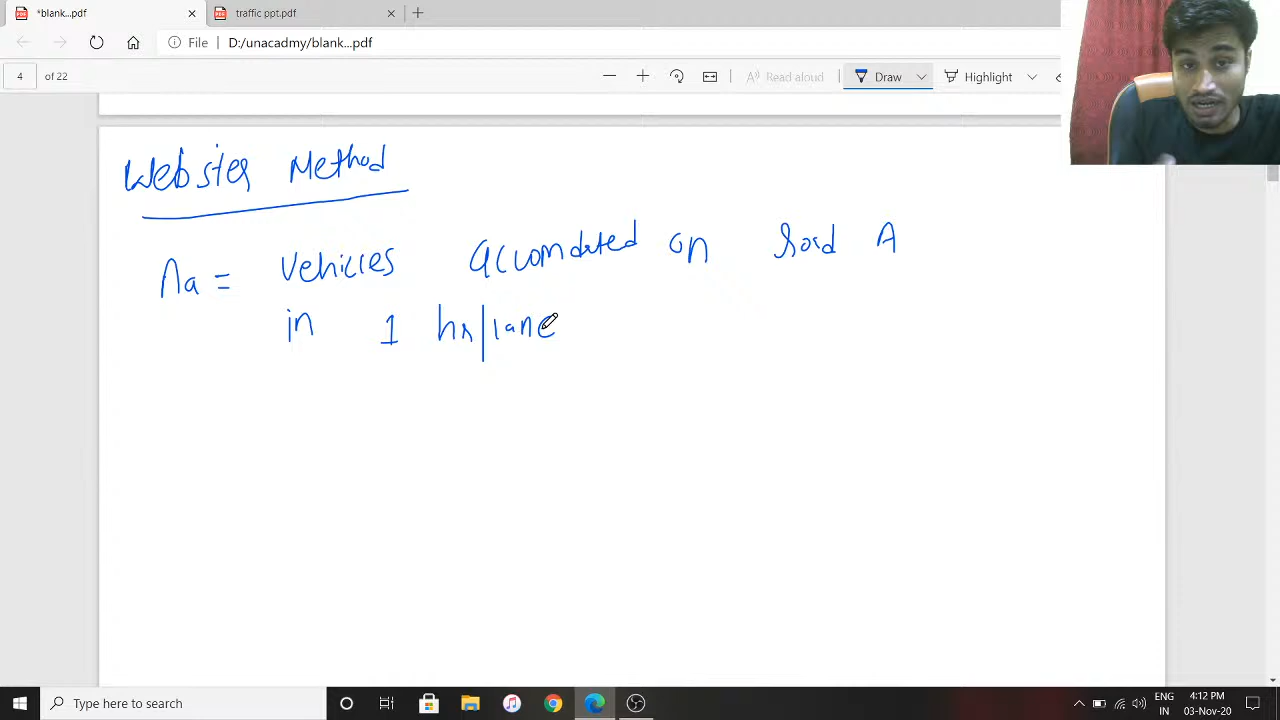 *blank.pdf
traffic ppt.pdf
File D:/unacadmy/blank...pdf
4 of 22
Read aloud Draw Highlight
Webster Method
na = vehicles accomdated on road A
in 1 hr/lane
Type here to search
ENG 4:12 PM
IN 03-Nov-20